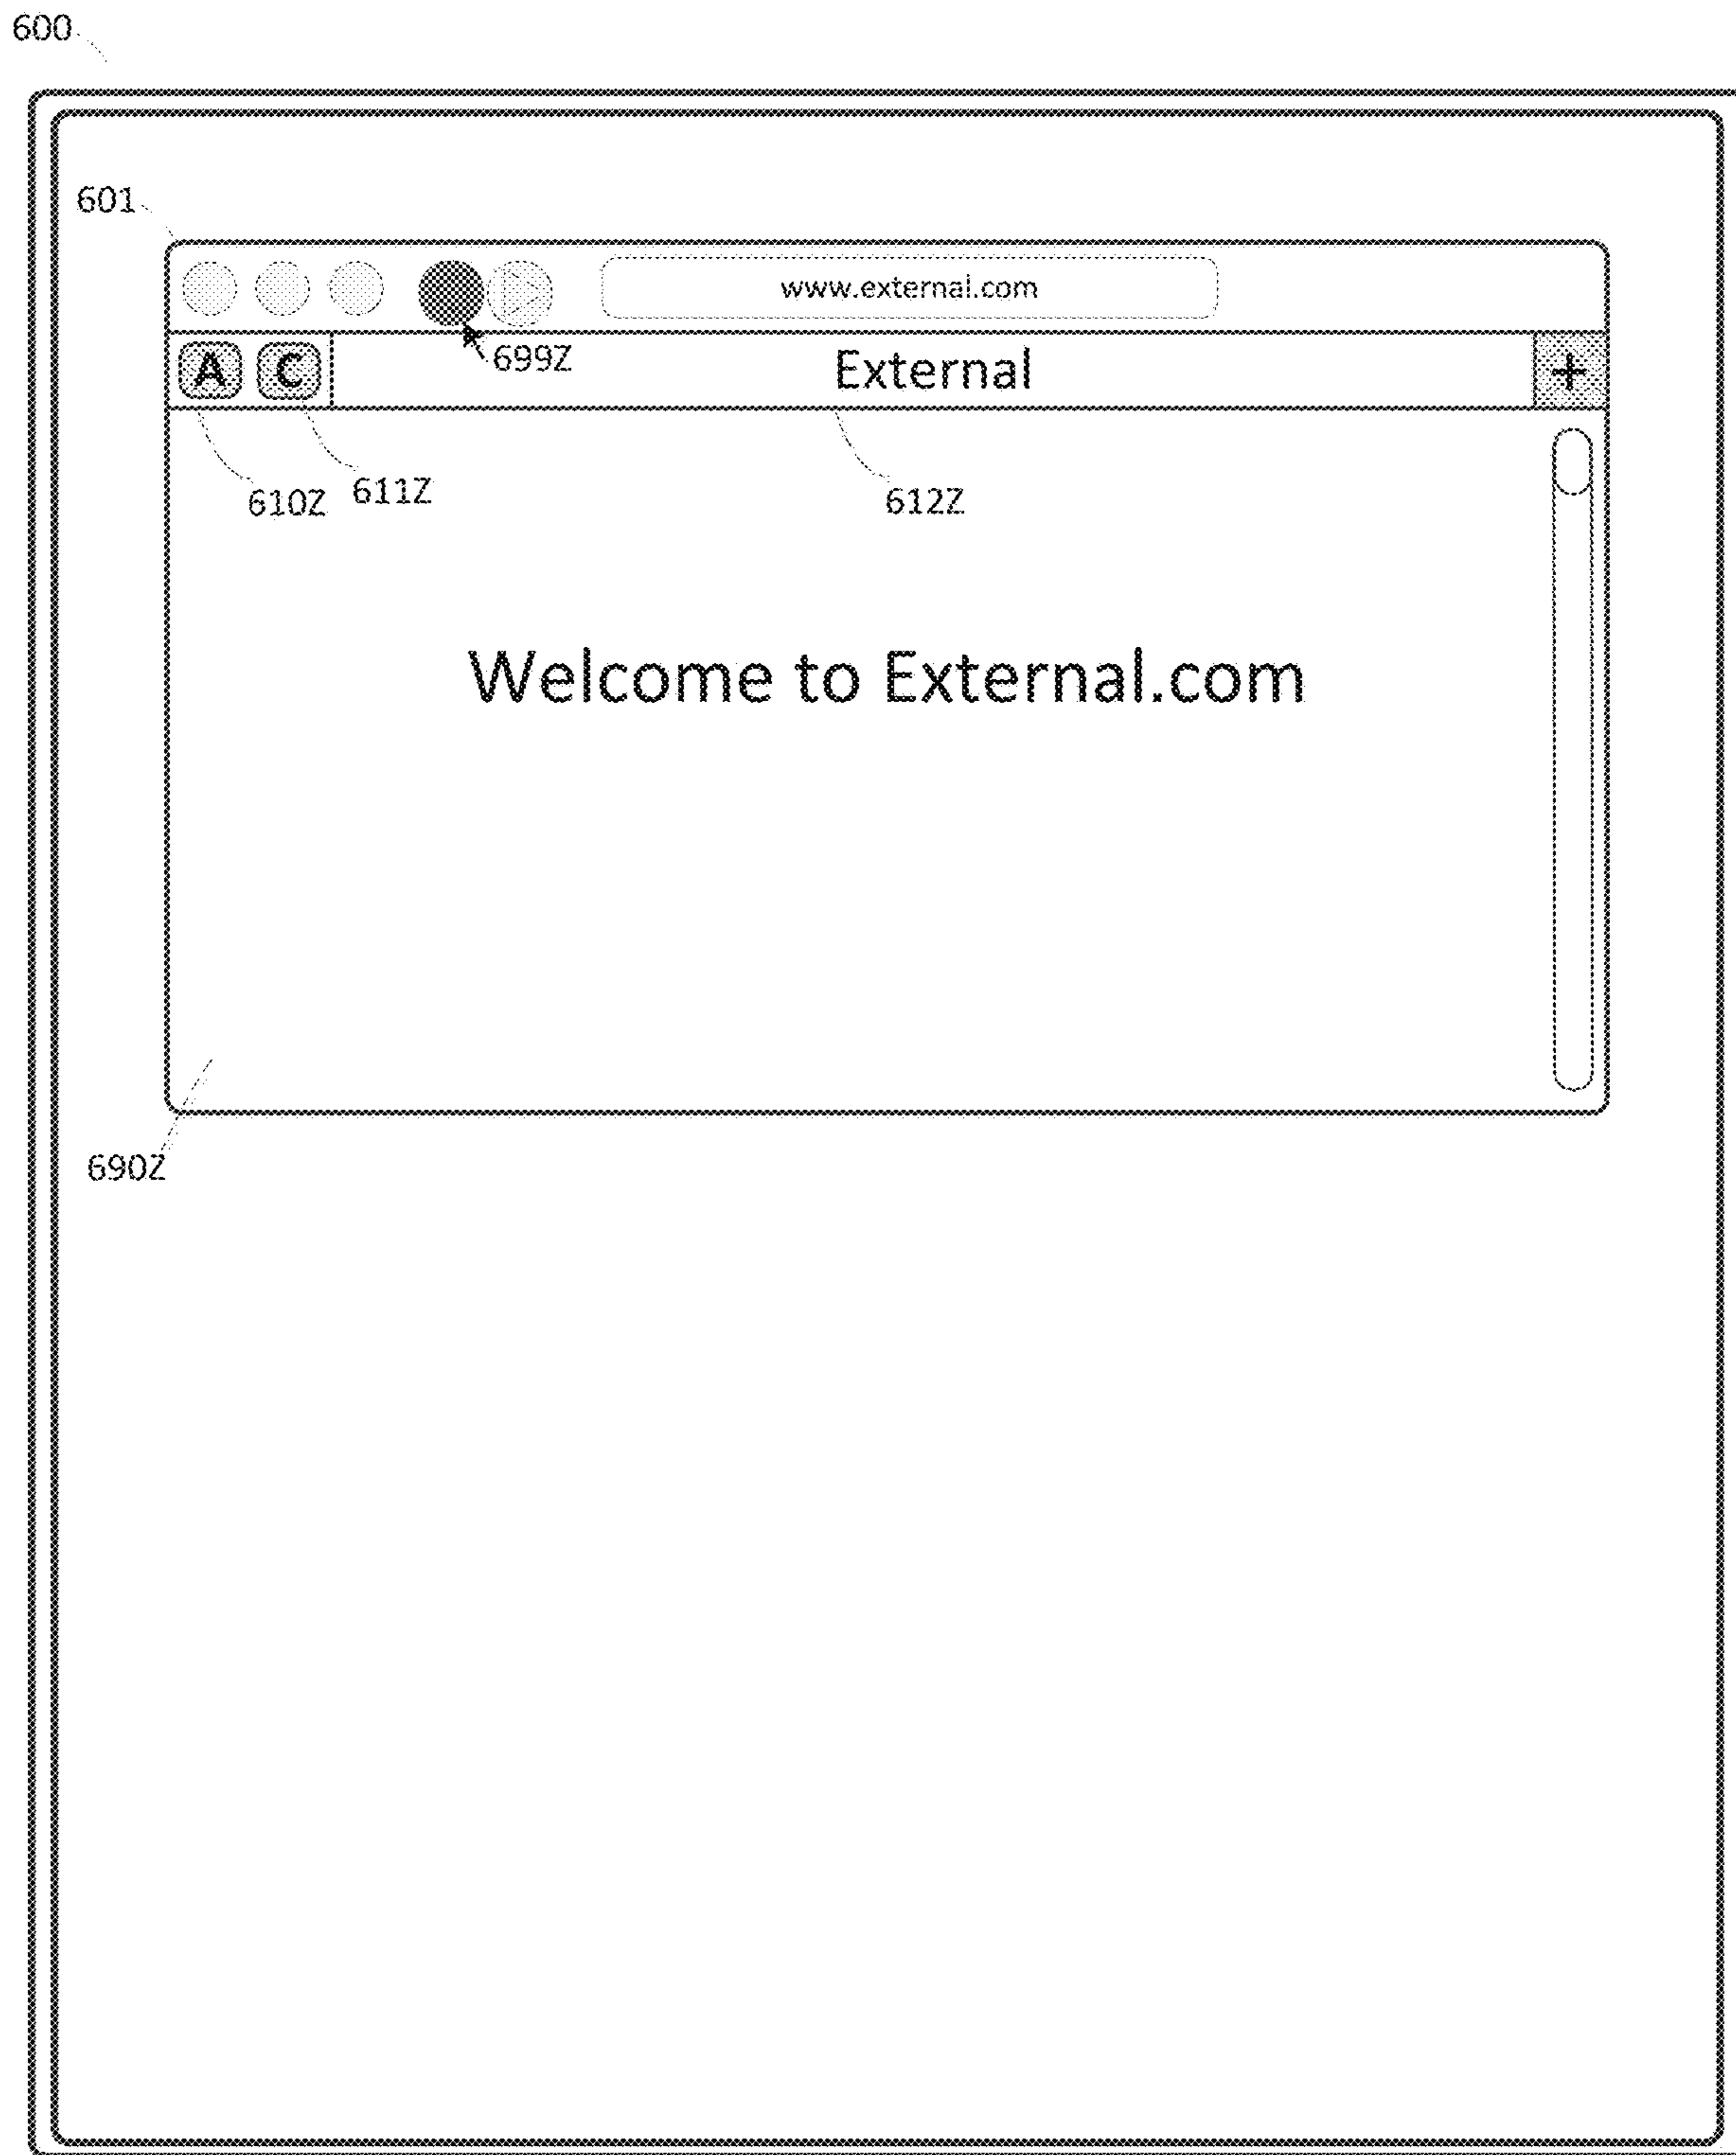 600
601
www.external.com
A C External +
699Z
610Z 611Z 612Z
Welcome to External.com
690Z